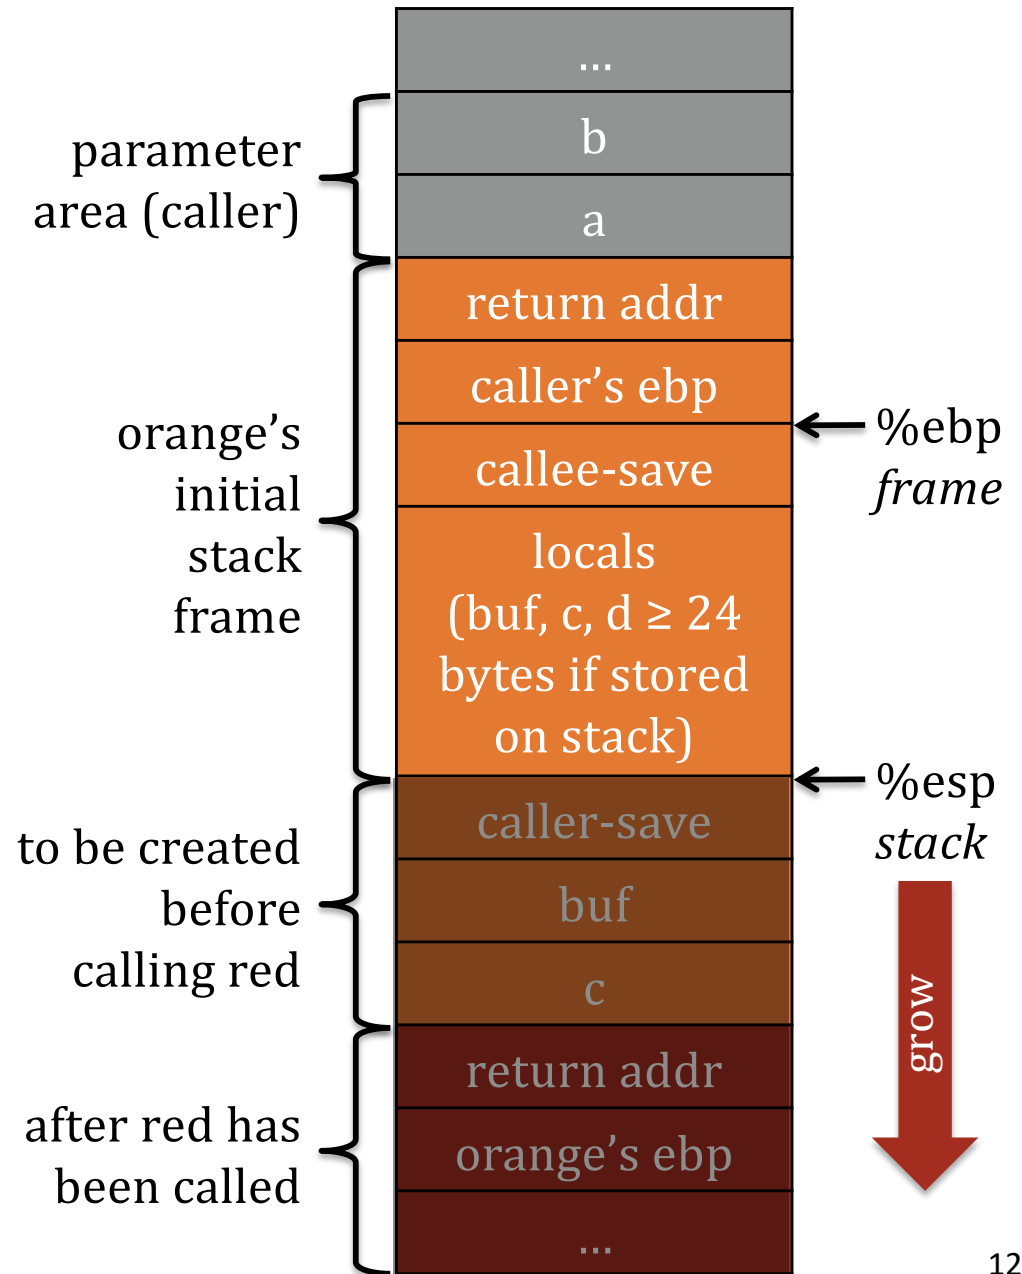 ...
b
parameter
area (caller)
a
return addr
caller’s ebp
%ebp
frame
orange’s
initial
stack
frame
callee-save
locals
(buf, c, d ≥ 24
bytes if stored
on stack)
%esp
stack
caller-save
to be created
before
calling red
buf
c
grow
return addr
after red has
been called
orange’s ebp
...
12